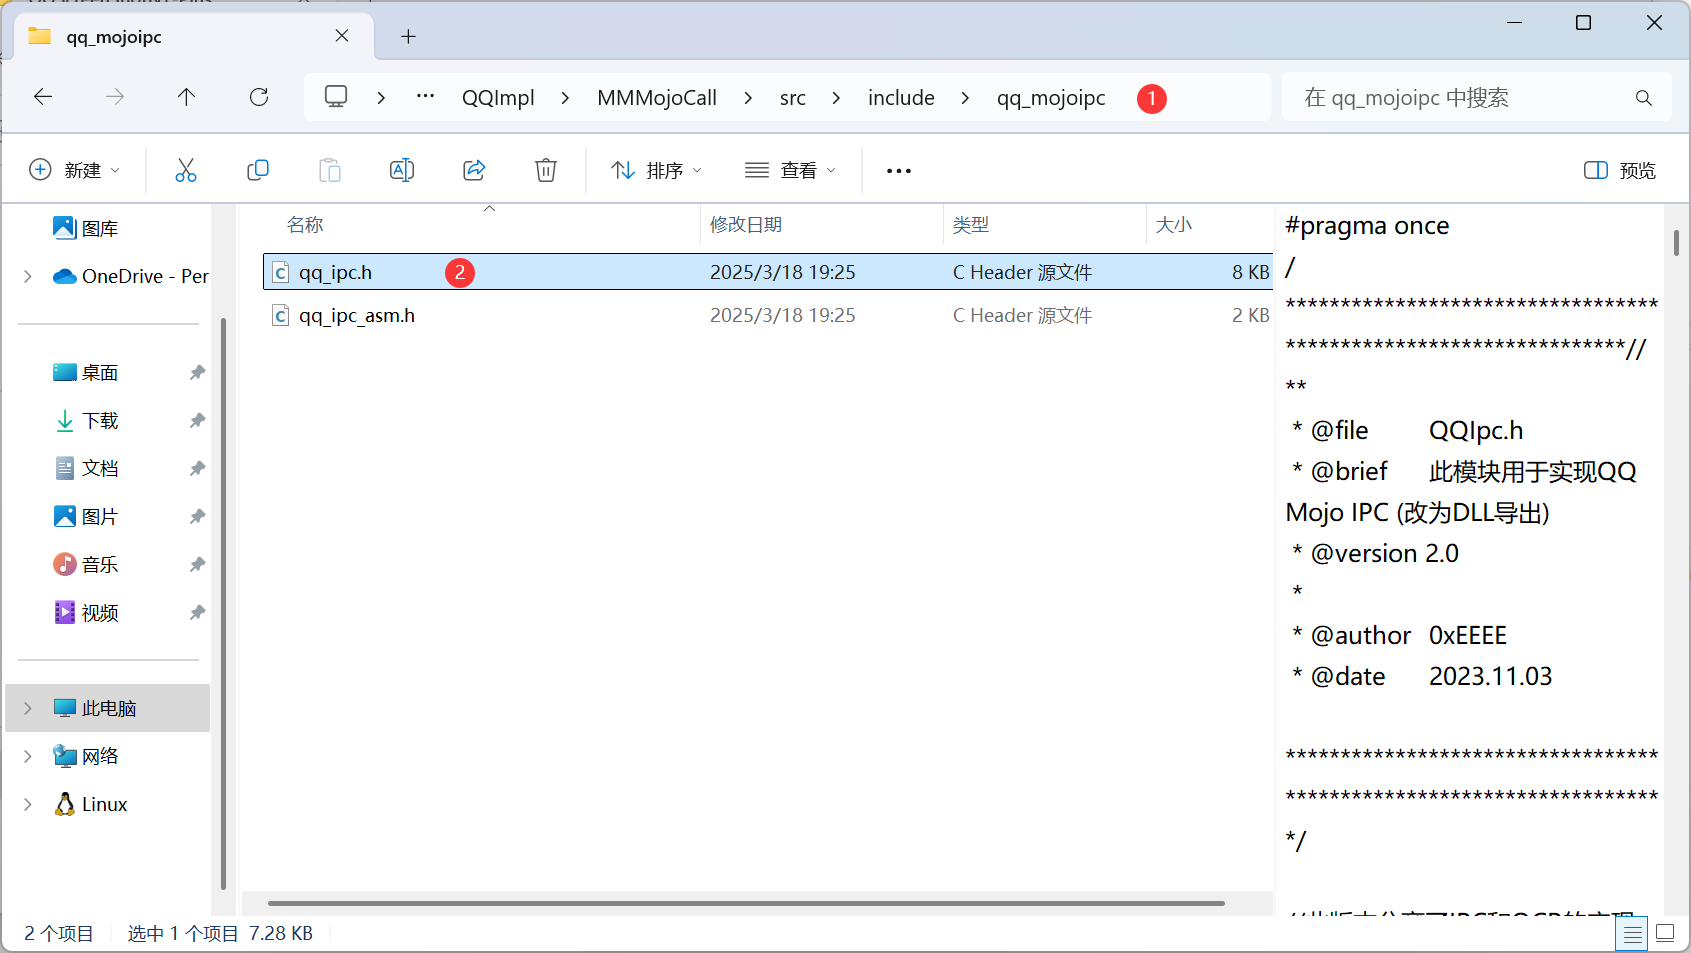 qq_mojoipc
QQImpl
MMMojoCall
src
include
qq_mojoipc
1
在 qq_mojoipc 中搜索
新建
排序
查看
预览
图库
OneDrive - Per
桌面
下载
文档
图片
音乐
视频
此电脑
网络
Linux
名称
修改日期
类型
大小
qq_ipc.h
2
2025/3/18 19:25
C Header 源文件
8 KB
qq_ipc_asm.h
2025/3/18 19:25
C Header 源文件
2 KB
#pragma once
/
**********************************
*******************************//
**
* @file QQIpc.h
* @brief 此模块用于实现QQ
Mojo IPC (改为DLL导出)
* @version 2.0
*
* @author 0xEEEE
* @date 2023.11.03
**********************************
**********************************
*/
2 个项目
选中 1 个项目 7.28 KB